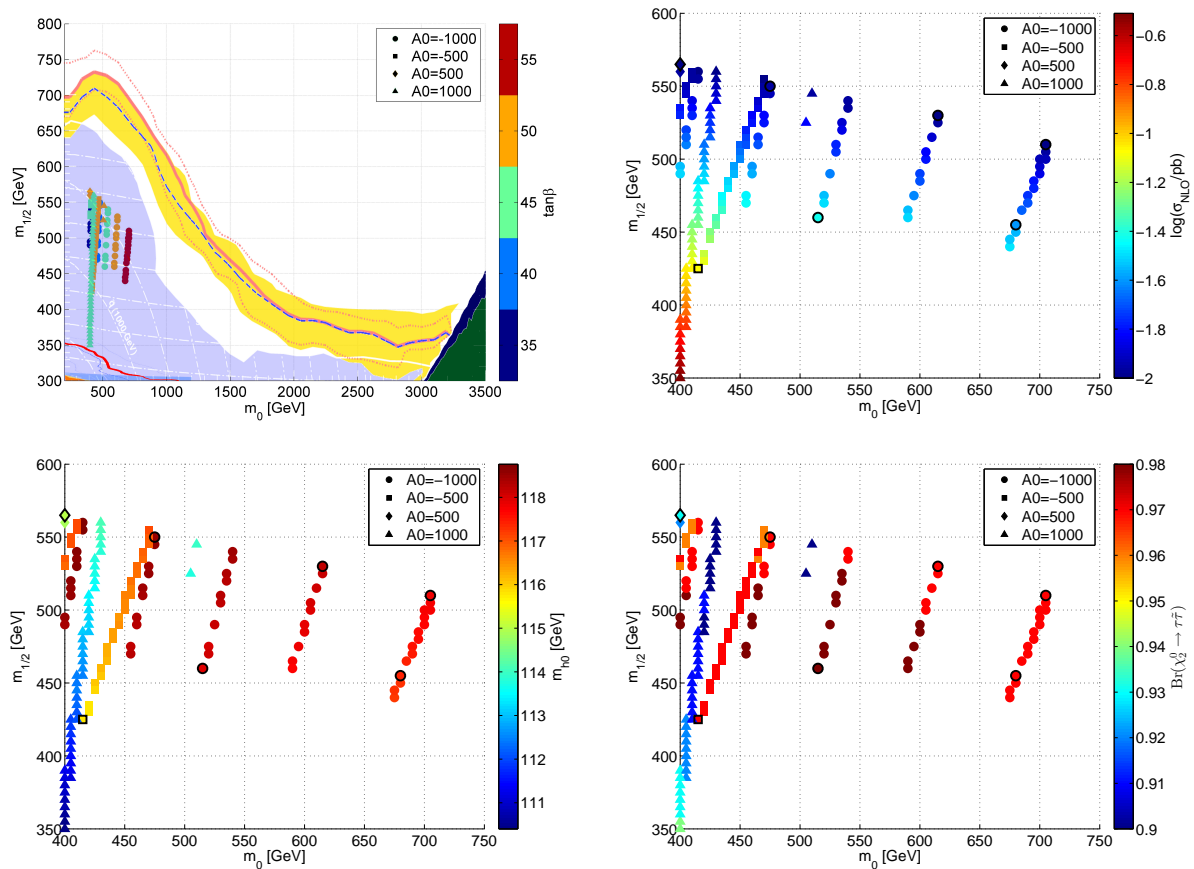 800
750
700
650
600
550
500
450
400
350
300
m1/2 [GeV]
500 1000 1500 2000 2500 3000 3500
m0 [GeV]
A0=-1000
A0=-500
A0=500
A0=1000
q̃ (1000 GeV)
55
50
45
40
35
tanβ
600
550
500
450
400
350
m1/2 [GeV]
400 450 500 550 600 650 700 750
m0 [GeV]
A0=-1000
A0=-500
A0=500
A0=1000
-0.6
-0.8
-1
-1.2
-1.4
-1.6
-1.8
-2
log(σNLO/pb)
600
550
500
450
400
350
m1/2 [GeV]
400 450 500 550 600 650 700 750
m0 [GeV]
A0=-1000
A0=-500
A0=500
A0=1000
118
117
116
115
114
113
112
111
mh0 [GeV]
600
550
500
450
400
350
m1/2 [GeV]
400 450 500 550 600 650 700 750
m0 [GeV]
A0=-1000
A0=-500
A0=500
A0=1000
0.98
0.97
0.96
0.95
0.94
0.93
0.92
0.91
0.9
Br(χ⁰₂ → ττ̃)